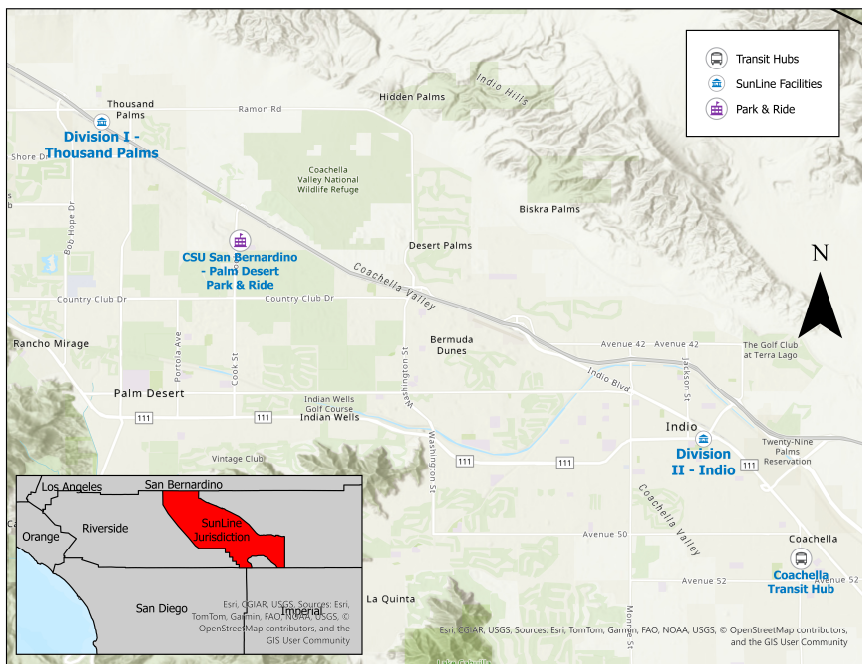 Transit Hubs
SunLine Facilities
Park & Ride
Thousand
Palms
Ramor Rd
Hidden Palms
Indio Hills
Division I -
Thousand Palms
Shore Dr
Coachella
Valley National
Wildlife Refuge
Bob Hope Dr
Biskra Palms
Desert Palms
CSU San Bernardino
- Palm Desert
Park & Ride
Coachella Valley
N
Country Club Dr
Country Club Dr
Rancho Mirage
Portola Ave
Cook St
Washington St
Bermuda
Dunes
Avenue 42
Avenue 42
The Golf Club
at Terra Lago
Jackson St
Indio Blvd
Palm Desert
Indian Wells
Golf Course
Indian Wells
111
111
111
111
111
Indio
Division
II - Indio
Twenty-Nine
Palms
Reservation
Vintage Club
Washington St
Coachella Valley
Avenue 50
Coachella
Coachella
Transit Hub
Avenue 52
Avenue 52
La Quinta
Monroe St
Los Angeles
San Bernardino
Orange
Riverside
SunLine
Jurisdiction
San Diego
Imperial
Esri, CGIAR, USGS, Sources: Esri,
TomTom, Garmin, FAO, NOAA, USGS, ©
OpenStreetMap contributors, and the
GIS User Community
Esri, CGIAR, USGS, Sources: Esri, TomTom, Garmin, FAO, NOAA, USGS, © OpenStreetMap contributors,
and the GIS User Community